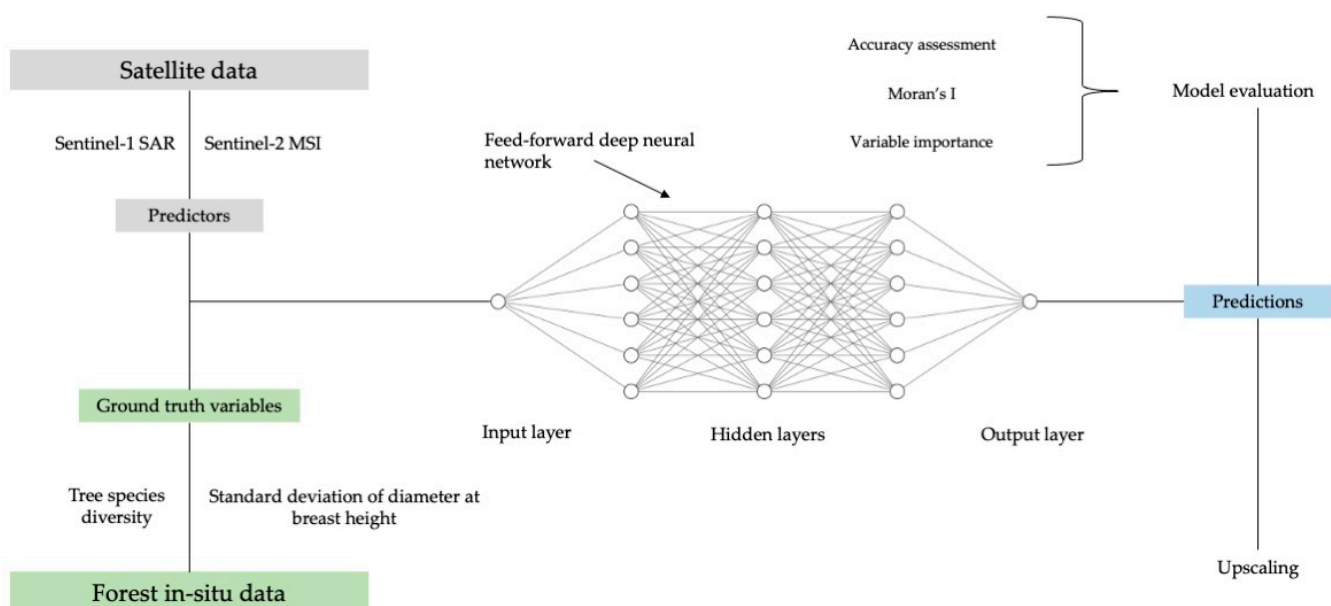 Satellite data
Sentinel-1 SAR
Sentinel-2 MSI
Predictors
Ground truth variables
Tree species
diversity
Standard deviation of diameter at
breast height
Forest in-situ data
Feed-forward deep neural
network
Input layer
Hidden layers
Output layer
Accuracy assessment
Moran's I
Variable importance
Model evaluation
Predictions
Upscaling